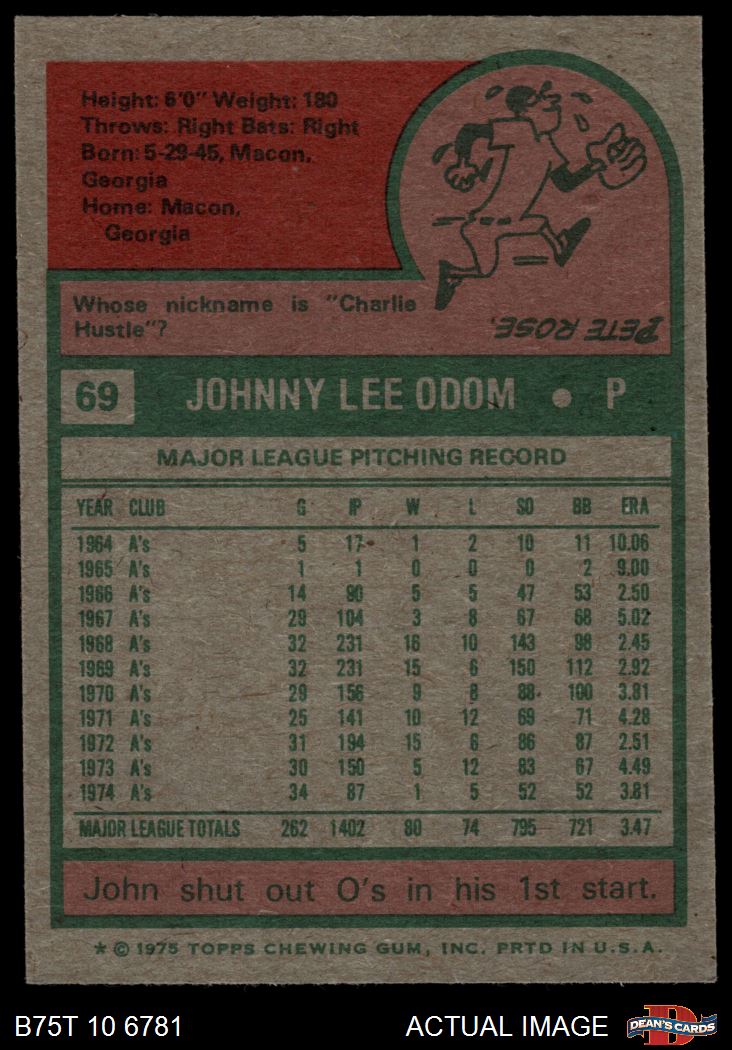 Height: 6'0" Weight: 180
Throws: Right Bats: Right
Born: 5-29-45, Macon,
Georgia
Home: Macon,
Georgia
Whose nickname is "Charlie
Hustle"?
PETE ROSE.
69 JOHNNY LEE ODOM • P
MAJOR LEAGUE PITCHING RECORD
YEAR CLUB G IP W L SO BB ERA
1964 A's 5 17 1 2 10 11 10.06
1965 A's 1 1 0 0 0 2 9.00
1966 A's 14 90 5 5 47 53 2.50
1967 A's 29 104 3 8 67 68 5.02
1968 A's 32 231 16 10 143 98 2.45
1969 A's 32 231 15 6 150 112 2.92
1970 A's 29 156 9 8 88 100 3.81
1971 A's 25 141 10 12 69 71 4.28
1972 A's 31 194 15 6 86 87 2.51
1973 A's 30 150 5 12 83 67 4.49
1974 A's 34 87 1 5 52 52 3.81
MAJOR LEAGUE TOTALS 262 1402 80 74 795 721 3.47
John shut out O's in his 1st start.
* © 1975 TOPPS CHEWING GUM, INC. PRTD IN U.S.A.
B75T 10 6781 ACTUAL IMAGE DEAN'S CARDS